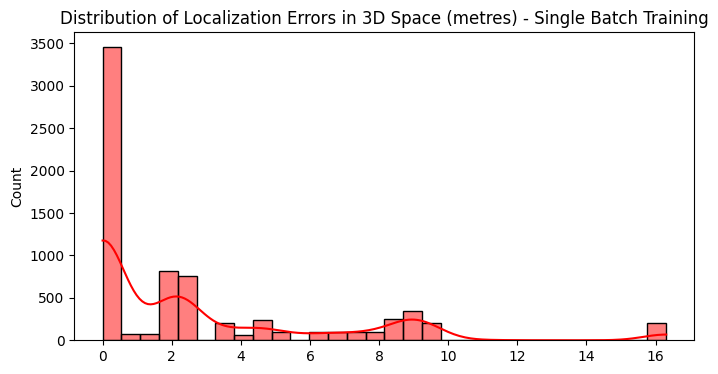 Distribution of Localization Errors in 3D Space (metres) - Single Batch Training
3500
3000
2500
2000
1500
1000
500
0
Count
0 2 4 6 8 10 12 14 16